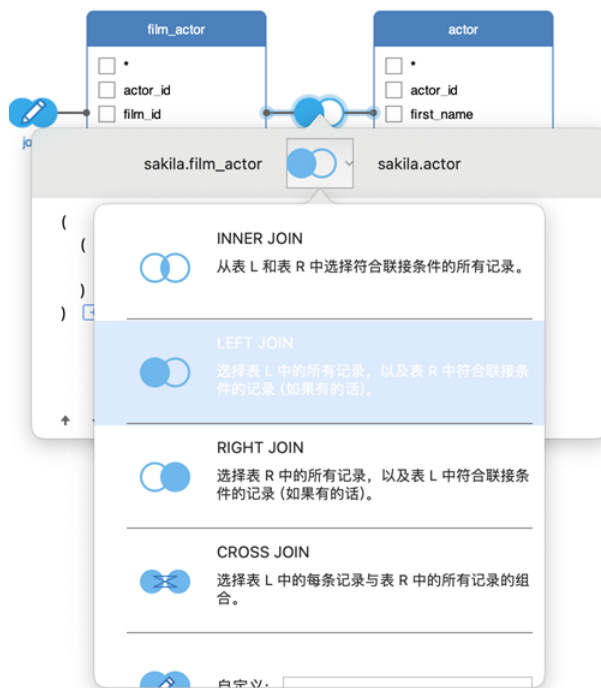 film_actor
actor
*
actor_id
film_id
*
actor_id
first_name
jo
sakila.film_actor
sakila.actor
(
(
)
)
INNER JOIN
从表 L 和表 R 中选择符合联接条件的所有记录。
LEFT JOIN
选择表 L 中的所有记录，以及表 R 中符合联接条
件的记录 (如果有的话)。
RIGHT JOIN
选择表 R 中的所有记录，以及表 L 中符合联接条
件的记录 (如果有的话)。
CROSS JOIN
选择表 L 中的每条记录与表 R 中的所有记录的组
合。
自定义: